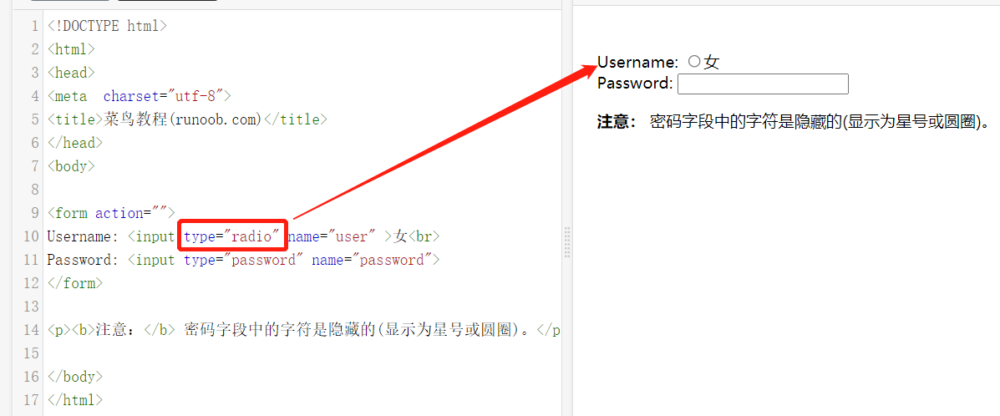 1 <!DOCTYPE html>
2 <html>
3 <head>
4 <meta  charset="utf-8">
5 <title>菜鸟教程(runoob.com)</title>
6 </head>
7 <body>
8
9 <form action="">
10 Username: <input type="radio" name="user" >女<br>
11 Password: <input type="password" name="password">
12 </form>
13
14 <p><b>注意：</b> 密码字段中的字符是隐藏的(显示为星号或圆圈)。</p
15
16 </body>
17 </html>
Username: 女
Password:
注意： 密码字段中的字符是隐藏的(显示为星号或圆圈)。